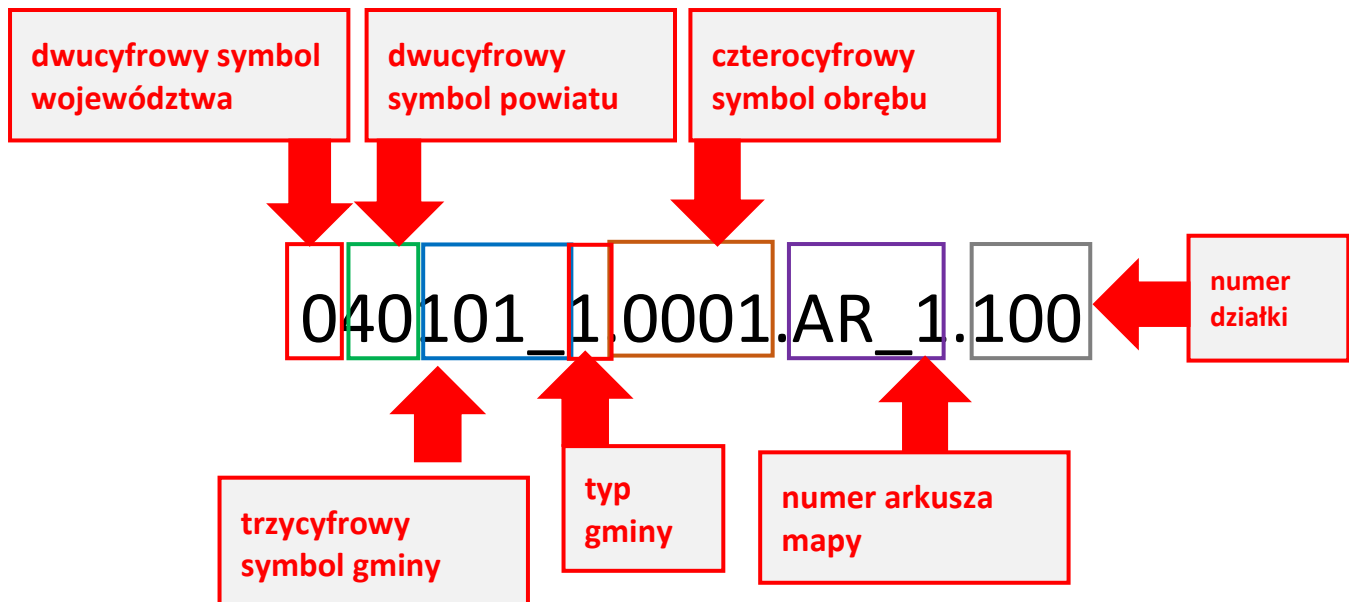 dwucyfrowy symbol
województwa
dwucyfrowy
symbol powiatu
czterocyfrowy
symbol obrębu
040101_1.0001.AR_1.100
numer
działki
trzycyfrowy
symbol gminy
typ
gminy
numer arkusza
mapy